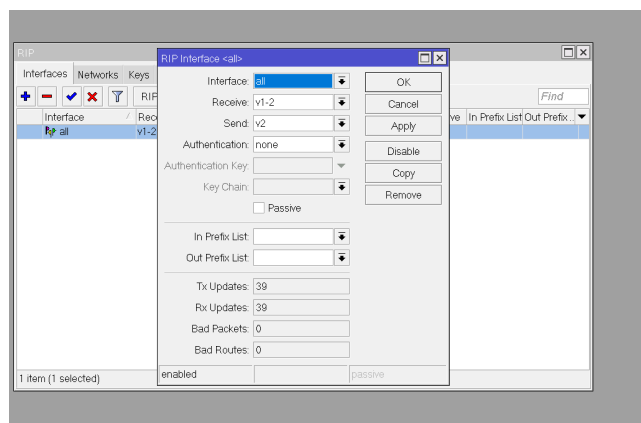 RIP
Interfaces Networks Keys
RIP
Find
Interface Rec ve In Prefix List Out Prefix ..
all v1-2
1 item (1 selected)
RIP Interface <all>
Interface: all
Receive: v1-2
Send: v2
Authentication: none
Authentication Key:
Key Chain:
Passive
In Prefix List:
Out Prefix List:
Tx Updates: 39
Rx Updates: 39
Bad Packets: 0
Bad Routes: 0
enabled passive
OK
Cancel
Apply
Disable
Copy
Remove